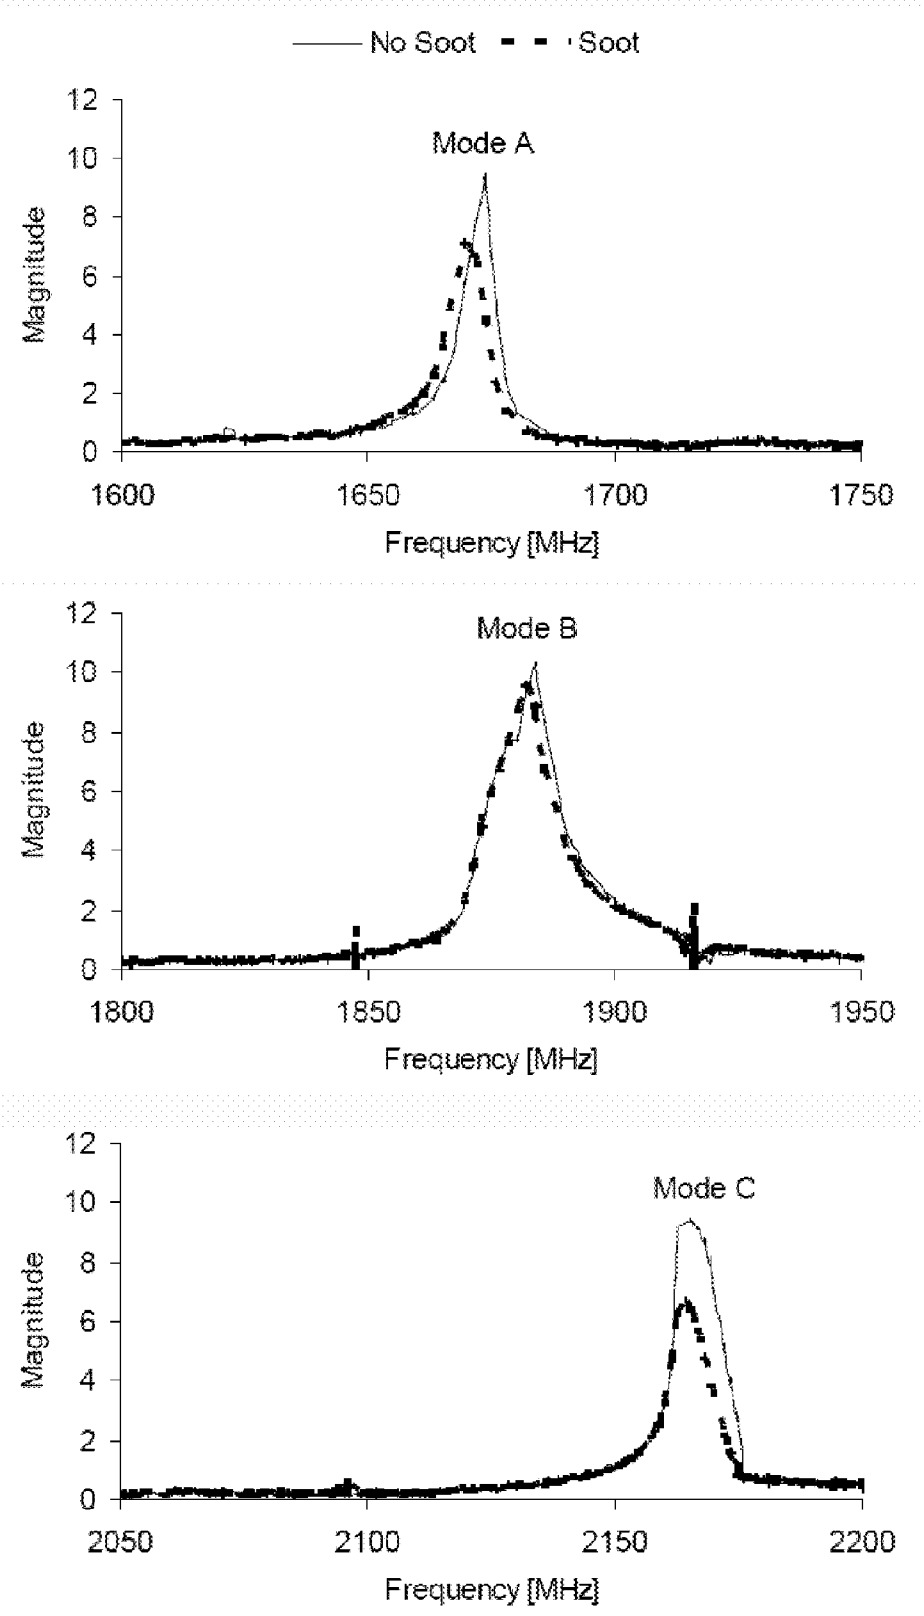 No Soot Soot
Mode A
Magnitude
12
10
8
6
4
2
0
1600 1650 1700 1750
Frequency [MHz]
Mode B
Magnitude
12
10
8
6
4
2
0
1800 1850 1900 1950
Frequency [MHz]
Mode C
Magnitude
12
10
8
6
4
2
0
2050 2100 2150 2200
Frequency [MHz]